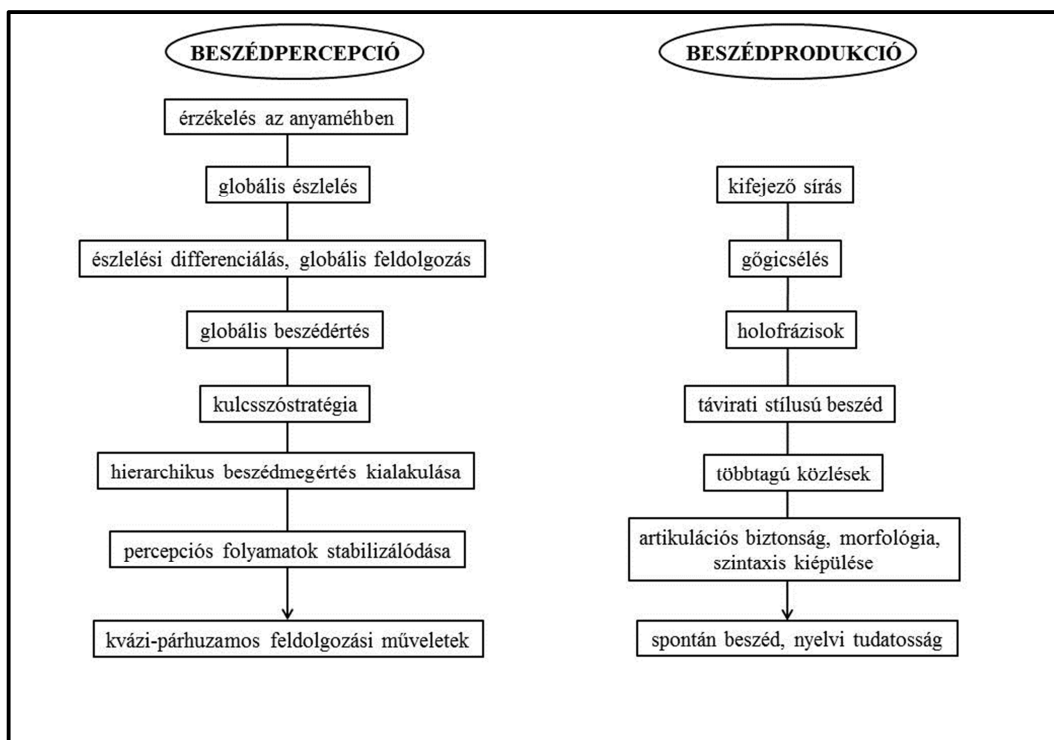 BESZÉDPERCEPCIÓ
érzékelés az anyaméhben
globális észlelés
észlelési differenciálás, globális feldolgozás
globális beszédértés
kulcsszóstratégia
hierarchikus beszédmegértés kialakulása
percepciós folyamatok stabilizálódása
kvázi-párhuzamos feldolgozási műveletek
BESZÉDPRODUKCIÓ
kifejező sírás
gőgicsélés
holofrázisok
távirati stílusú beszéd
többtagú közlések
artikulációs biztonság, morfológia,
szintaxis kiépülése
spontán beszéd, nyelvi tudatosság